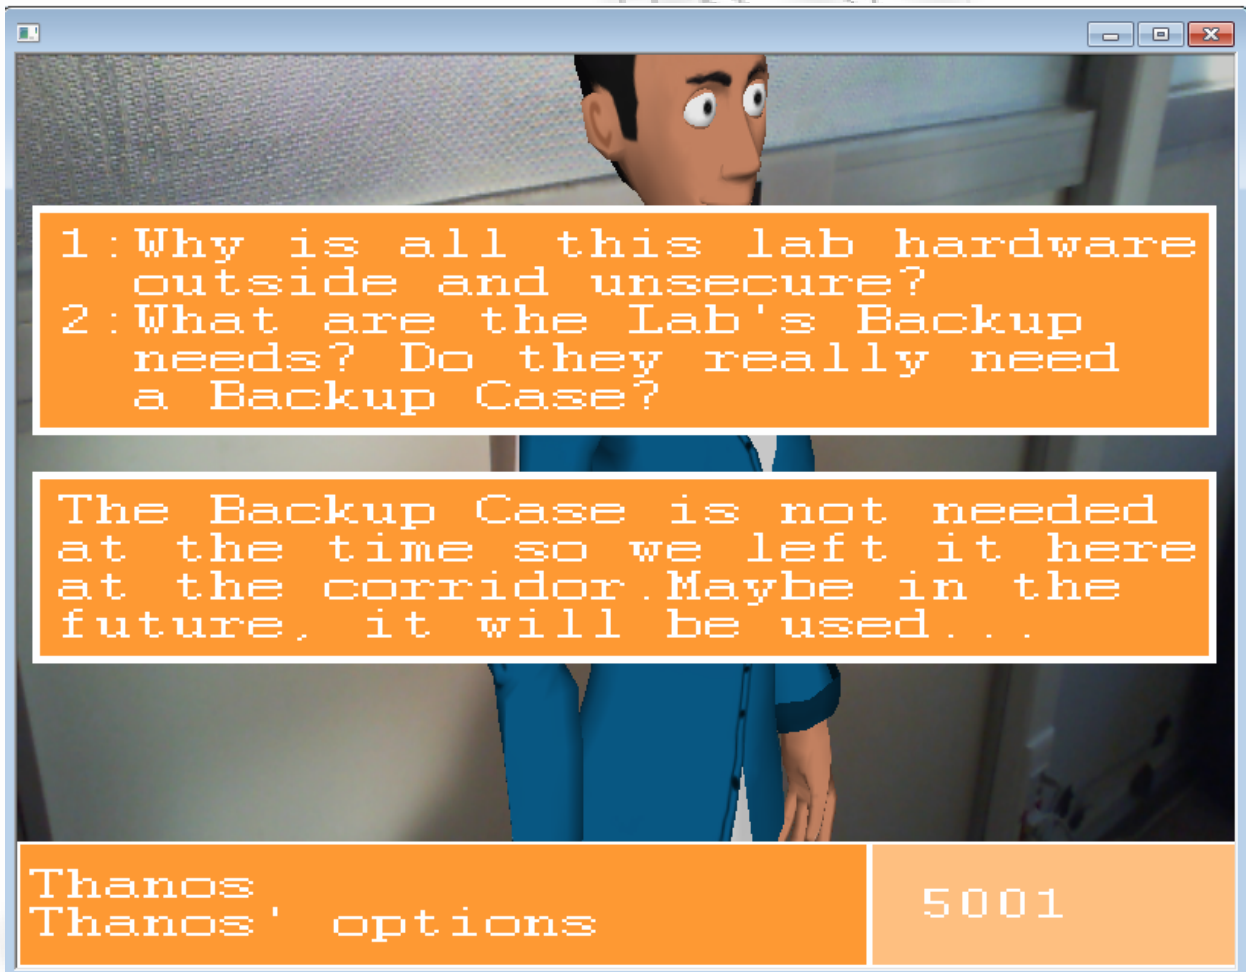 1:Why is all this lab hardware
outside and unsecure?
2:What are the Lab's Backup
needs? Do they really need
a Backup Case?
The Backup Case is not needed
at the time so we left it here
at the corridor.Maybe in the
future, it will be used...
Thanos
Thanos' options
5001